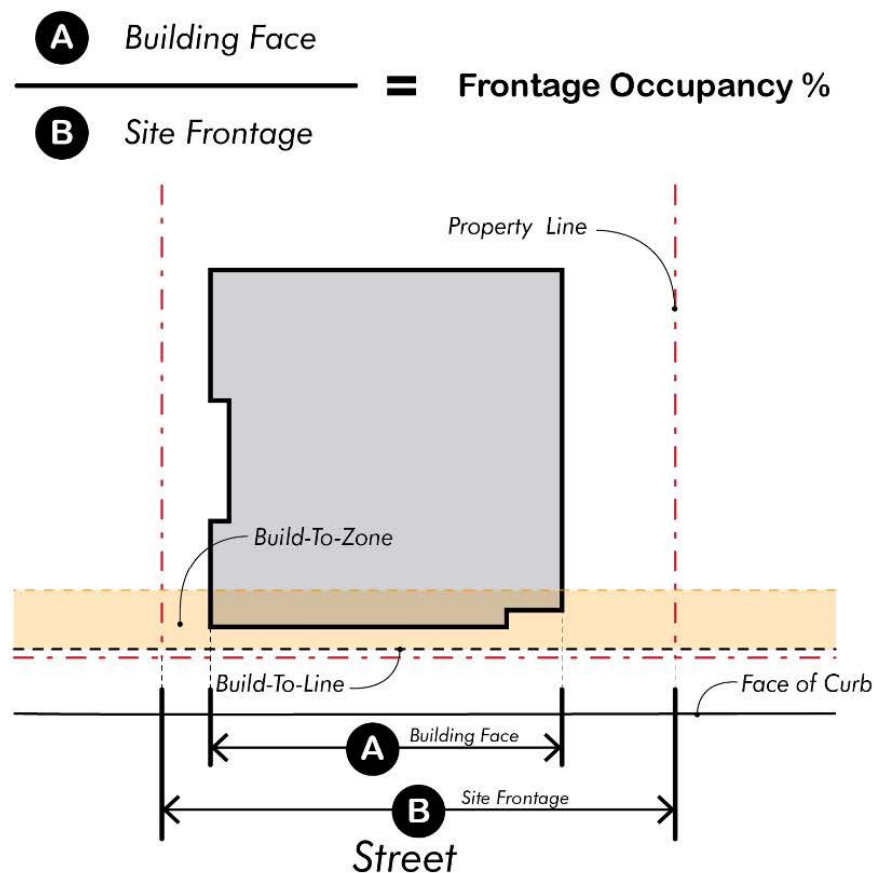 A Building Face
= Frontage Occupancy %
B Site Frontage
Property Line
Build-To-Zone
Build-To-Line
Face of Curb
A Building Face
B Site Frontage
Street